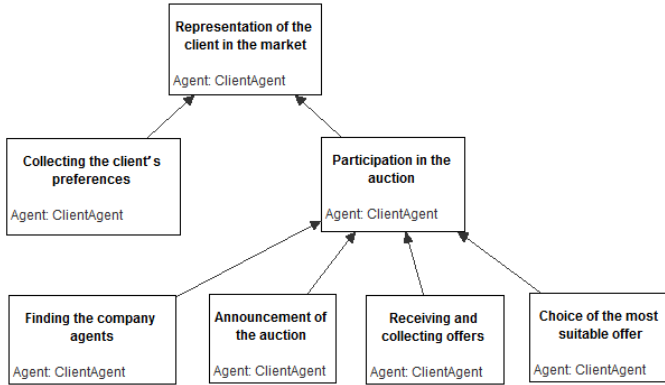 Representation of the
client in the market
Agent: ClientAgent
Collecting the client's
preferences
Agent: ClientAgent
Participation in the
auction
Agent: ClientAgent
Finding the company
agents
Agent: ClientAgent
Announcement of
the auction
Agent: ClientAgent
Receiving and
collecting offers
Agent: ClientAgent
Choice of the most
suitable offer
Agent: ClientAgent